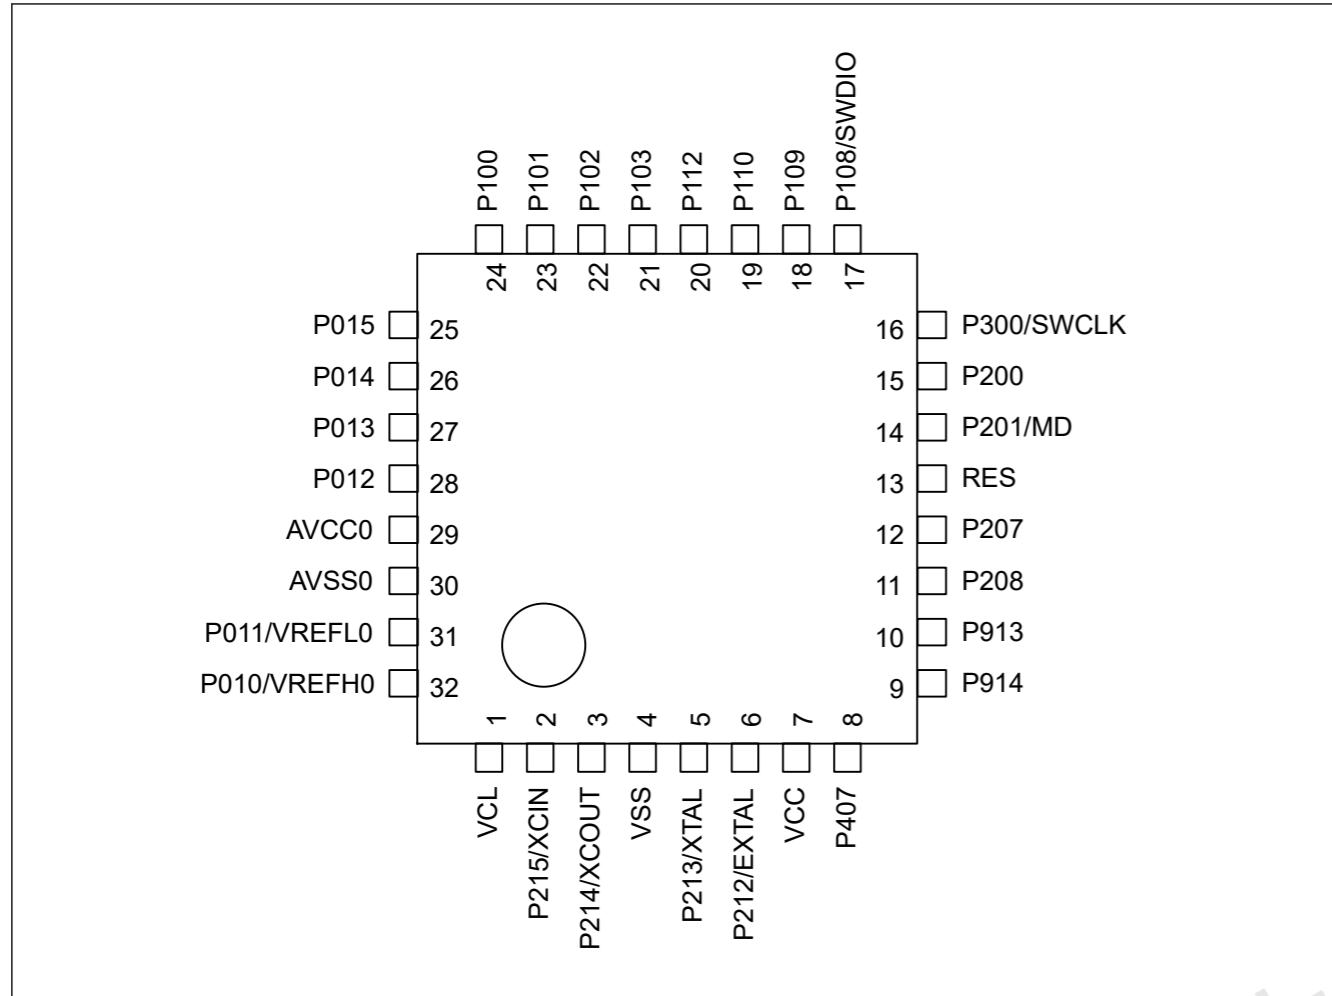 P100
P101
P102
P103
P112
P110
P109
P108/SWDIO
24
23
22
21
20
19
18
17
P015 25
P014 26
P013 27
P012 28
AVCC0 29
AVSS0 30
P011/VREFL0 31
P010/VREFH0 32
16 P300/SWCLK
15 P200
14 P201/MD
13 RES
12 P207
11 P208
10 P913
9 P914
1
2
3
4
5
6
7
8
VCL
P215/XCIN
P214/XCOUT
VSS
P213/XTAL
P212/EXTAL
VCC
P407